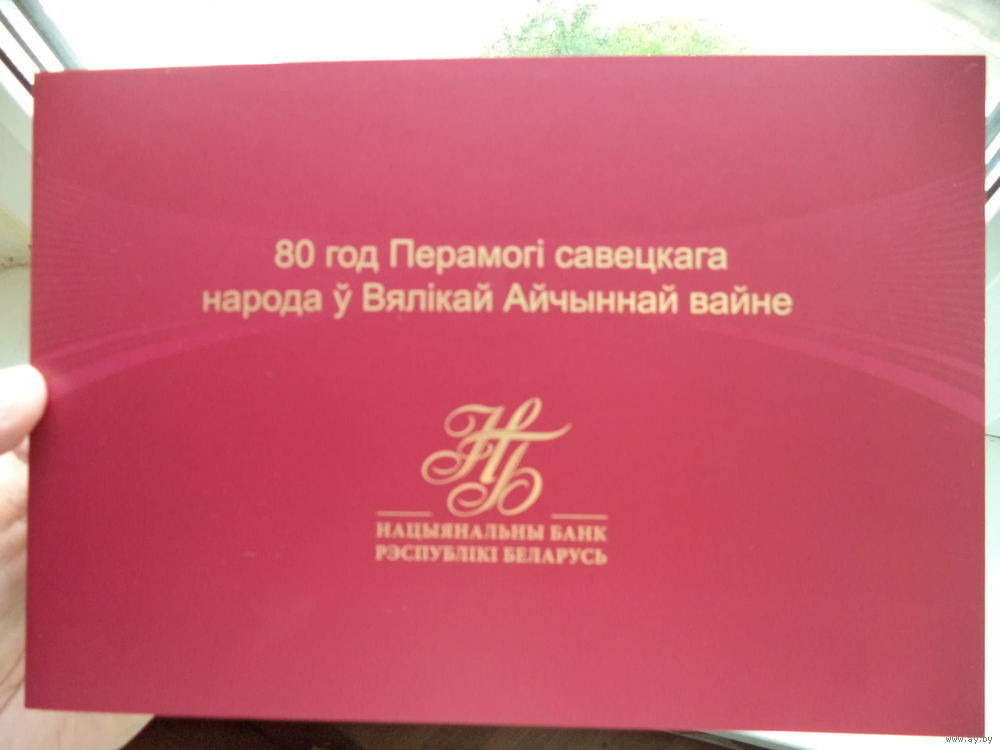 80 год Перамогі савецкага
народа ў Вялікай Айчыннай вайне
НБ
НАЦЫЯНАЛЬНЫ БАНК
РЭСПУБЛІКІ БЕЛАРУСЬ
www.ay.by